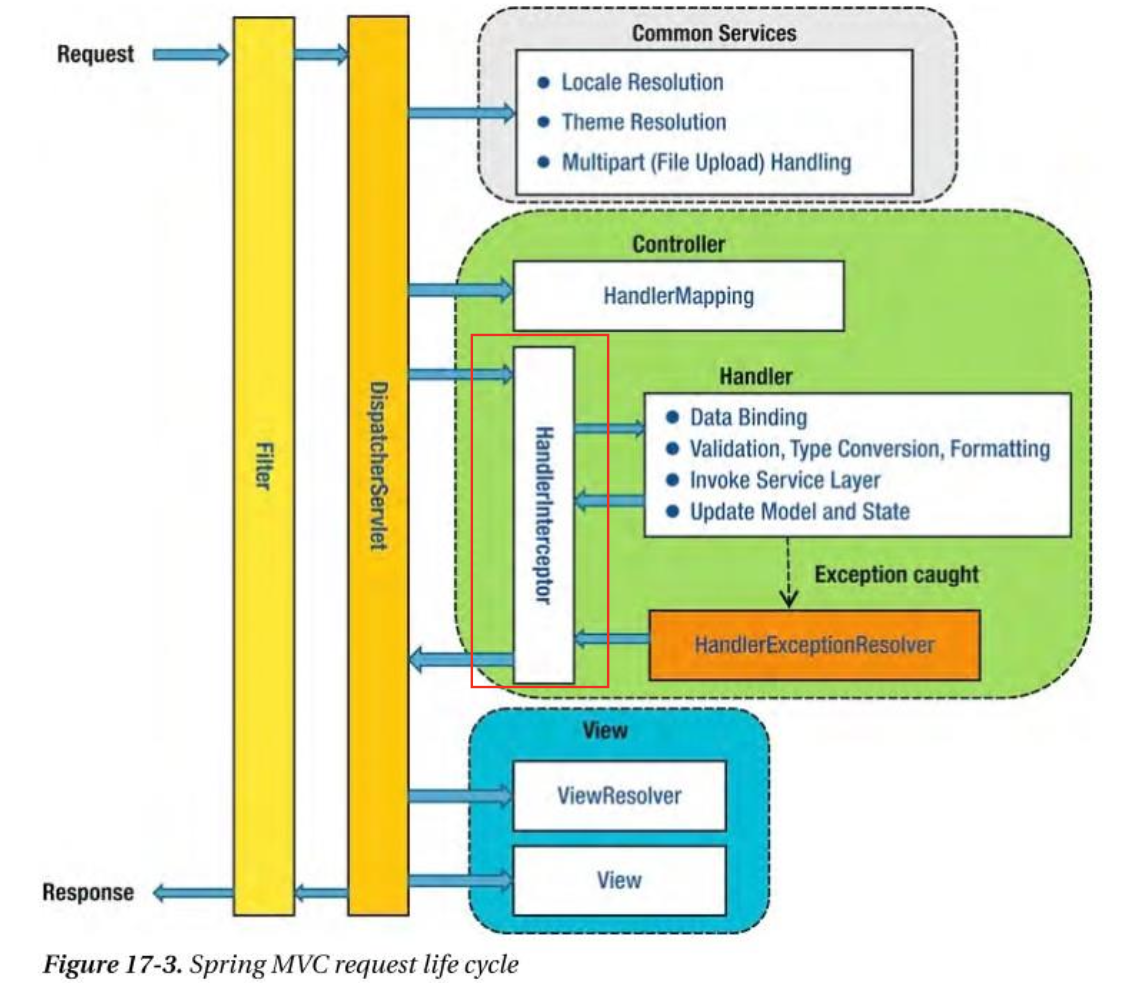 Request
Common Services
● Locale Resolution
● Theme Resolution
● Multipart (File Upload) Handling
Controller
HandlerMapping
Filter
DispatcherServlet
HandlerInterceptor
Handler
● Data Binding
● Validation, Type Conversion, Formatting
● Invoke Service Layer
● Update Model and State
Exception caught
HandlerExceptionResolver
View
ViewResolver
View
Response
Figure 17-3. Spring MVC request life cycle